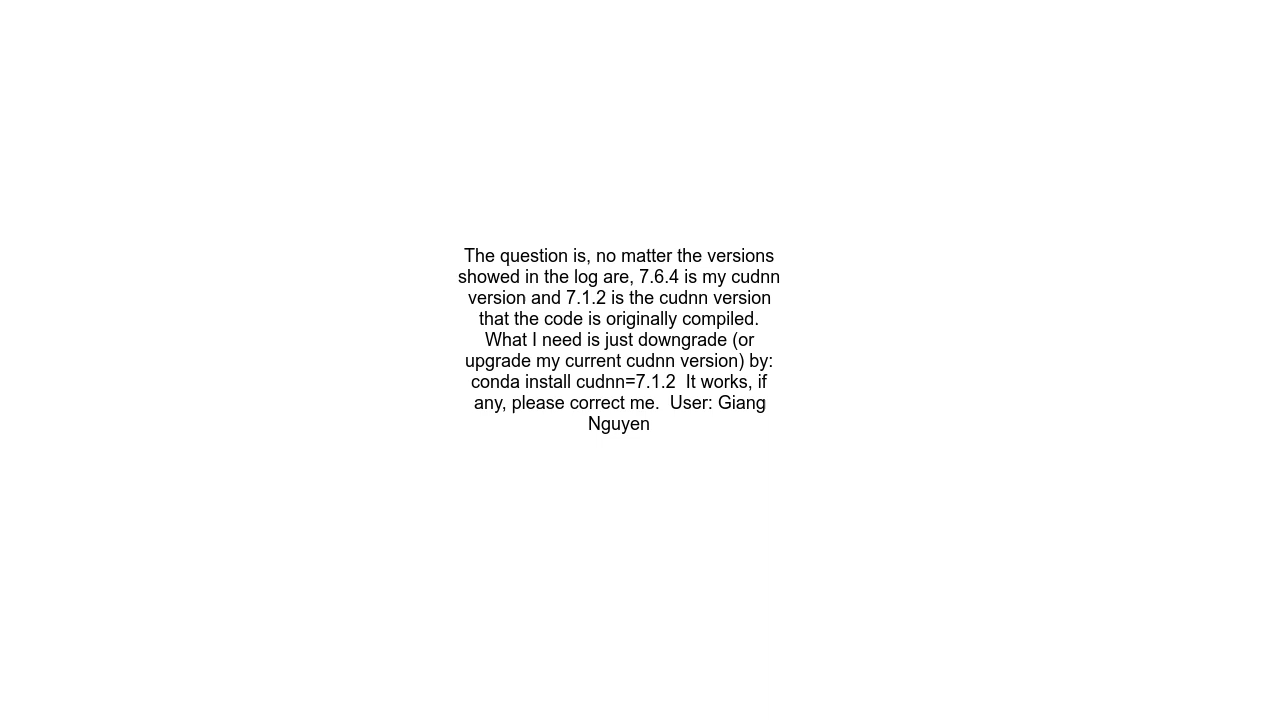 The question is, no matter the versions
showed in the log are, 7.6.4 is my cudnn
version and 7.1.2 is the cudnn version
that the code is originally compiled.
What I need is just downgrade (or
upgrade my current cudnn version) by:
conda install cudnn=7.1.2  It works, if
any, please correct me.  User: Giang
Nguyen